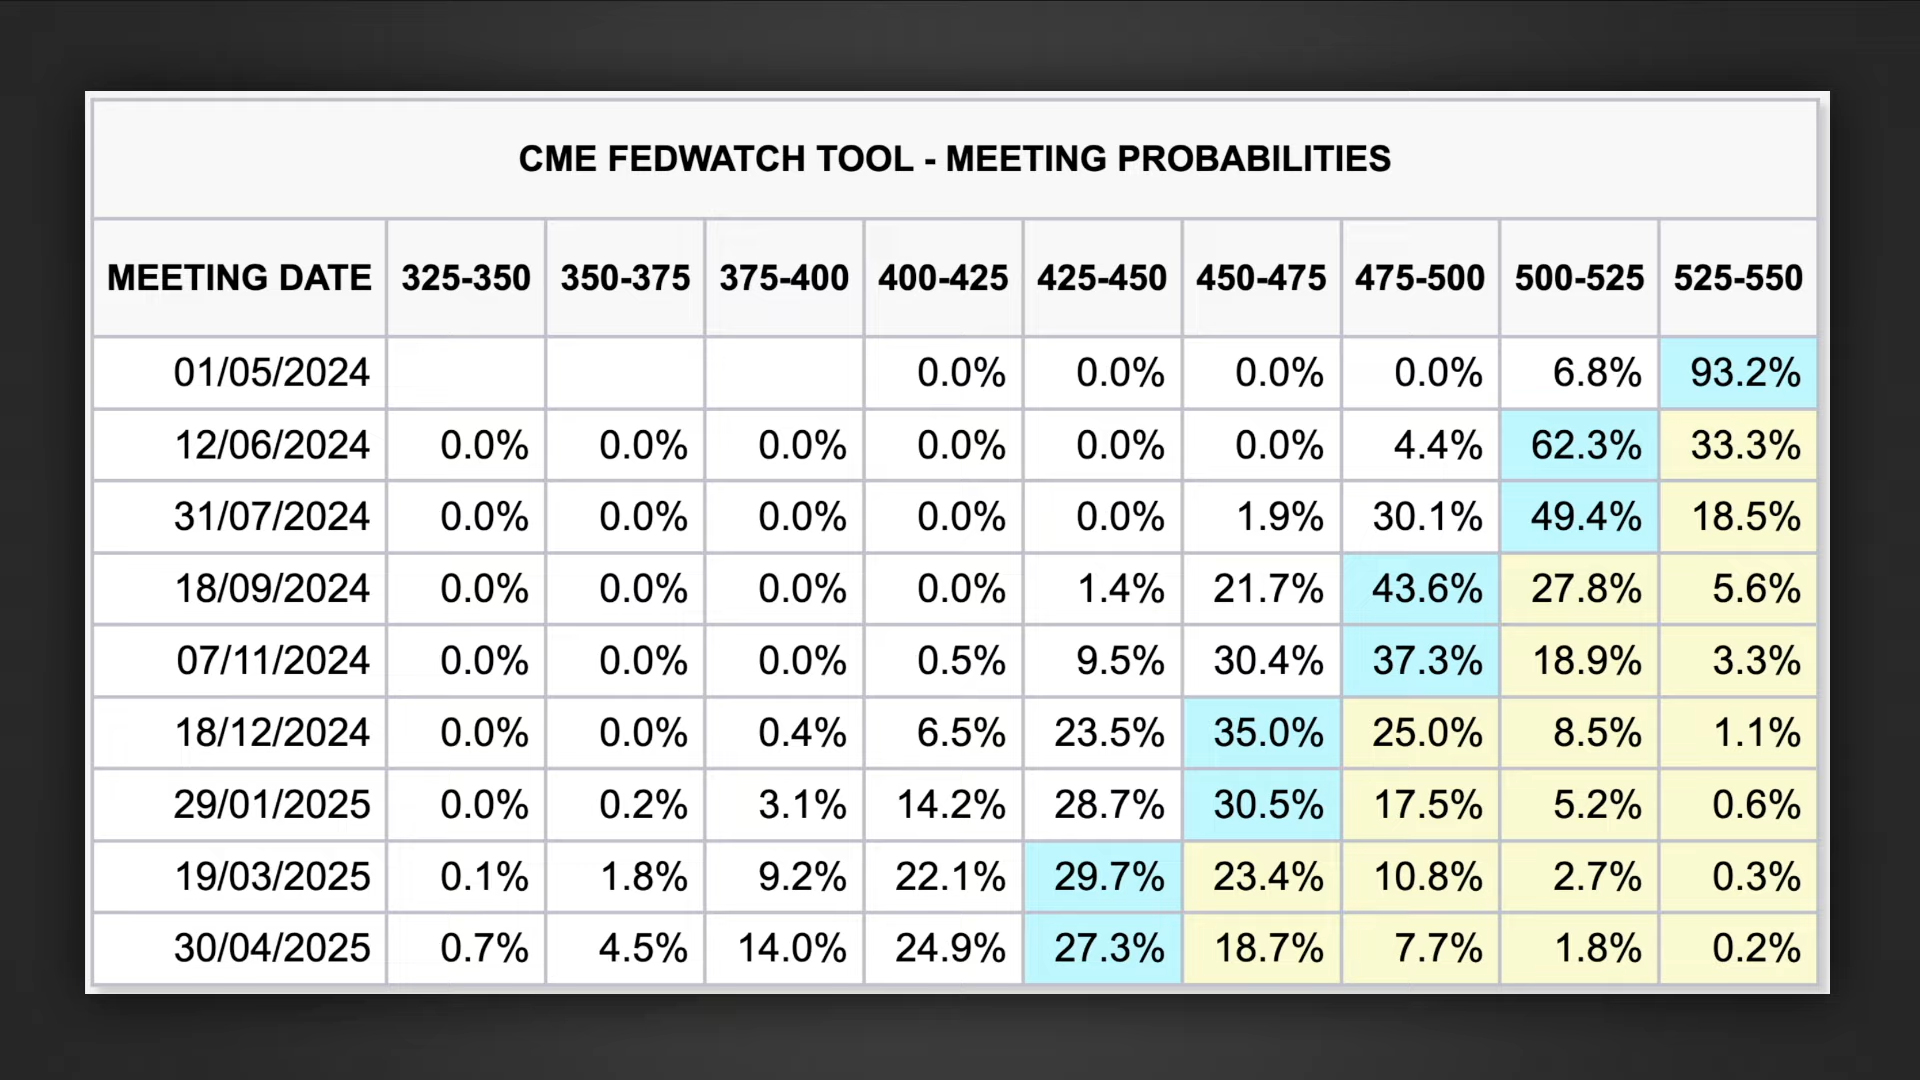 CME FEDWATCH TOOL - MEETING PROBABILITIES
MEETING DATE 325-350 350-375 375-400 400-425 425-450 450-475 475-500 500-525 525-550
01/05/2024 0.0% 0.0% 0.0% 0.0% 6.8% 93.2%
12/06/2024 0.0% 0.0% 0.0% 0.0% 0.0% 0.0% 4.4% 62.3% 33.3%
31/07/2024 0.0% 0.0% 0.0% 0.0% 0.0% 1.9% 30.1% 49.4% 18.5%
18/09/2024 0.0% 0.0% 0.0% 0.0% 1.4% 21.7% 43.6% 27.8% 5.6%
07/11/2024 0.0% 0.0% 0.0% 0.5% 9.5% 30.4% 37.3% 18.9% 3.3%
18/12/2024 0.0% 0.0% 0.4% 6.5% 23.5% 35.0% 25.0% 8.5% 1.1%
29/01/2025 0.0% 0.2% 3.1% 14.2% 28.7% 30.5% 17.5% 5.2% 0.6%
19/03/2025 0.1% 1.8% 9.2% 22.1% 29.7% 23.4% 10.8% 2.7% 0.3%
30/04/2025 0.7% 4.5% 14.0% 24.9% 27.3% 18.7% 7.7% 1.8% 0.2%